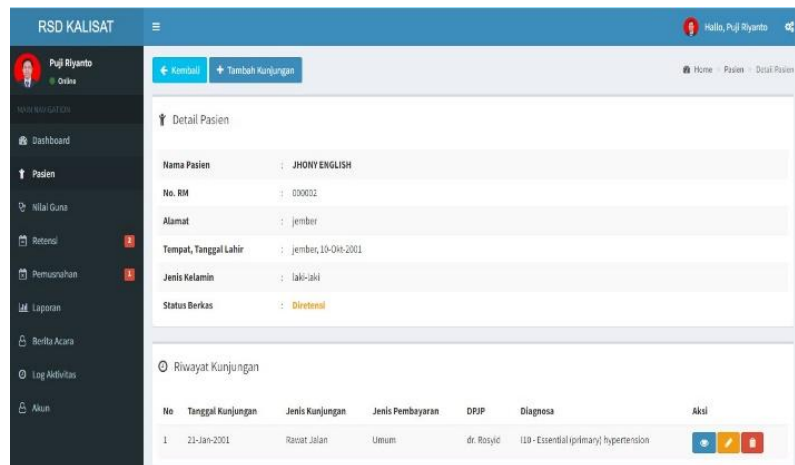 RSD KALISAT
Hallo, Puji Riyanto
Puji Riyanto
Online
MAIN NAVIGATION
Dashboard
Pasien
Nilai Guna
Retensi 2
Pemusnahan 1
Laporan
Berita Acara
Log Aktivitas
Akun
Kembali
Tambah Kunjungan
Home > Pasien > Detail Pasien
Detail Pasien
Nama Pasien : JHONY ENGLISH
No. RM : 000002
Alamat : jember
Tempat, Tanggal Lahir : jember, 10-Okt-2001
Jenis Kelamin : laki-laki
Status Berkas : Diretensi
Riwayat Kunjungan
No Tanggal Kunjungan Jenis Kunjungan Jenis Pembayaran DPJP Diagnosa Aksi
1 21-Jan-2001 Rawat Jalan Umum dr. Rosyid I10 - Essential (primary) hypertension